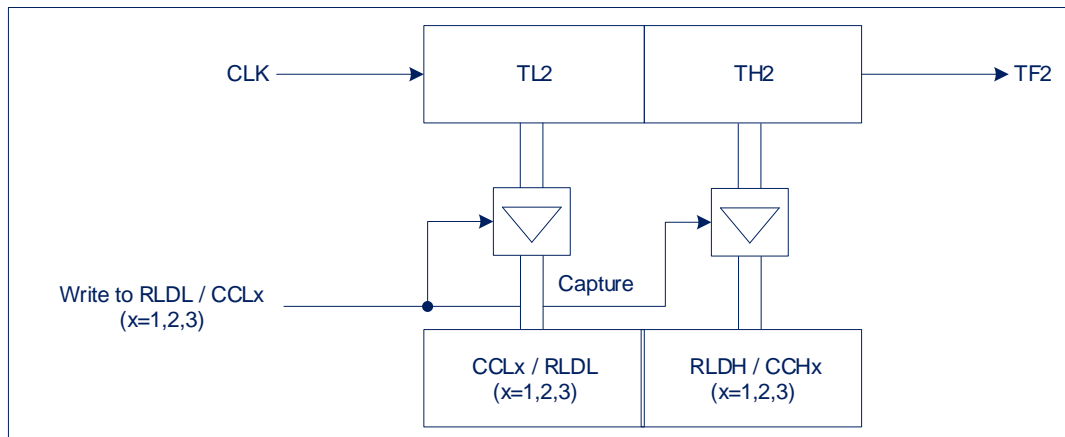 CLK
TL2
TH2
TF2
Write to RLDL / CCLx
(x=1,2,3)
Capture
CCLx / RLDL
(x=1,2,3)
RLDH / CCHx
(x=1,2,3)